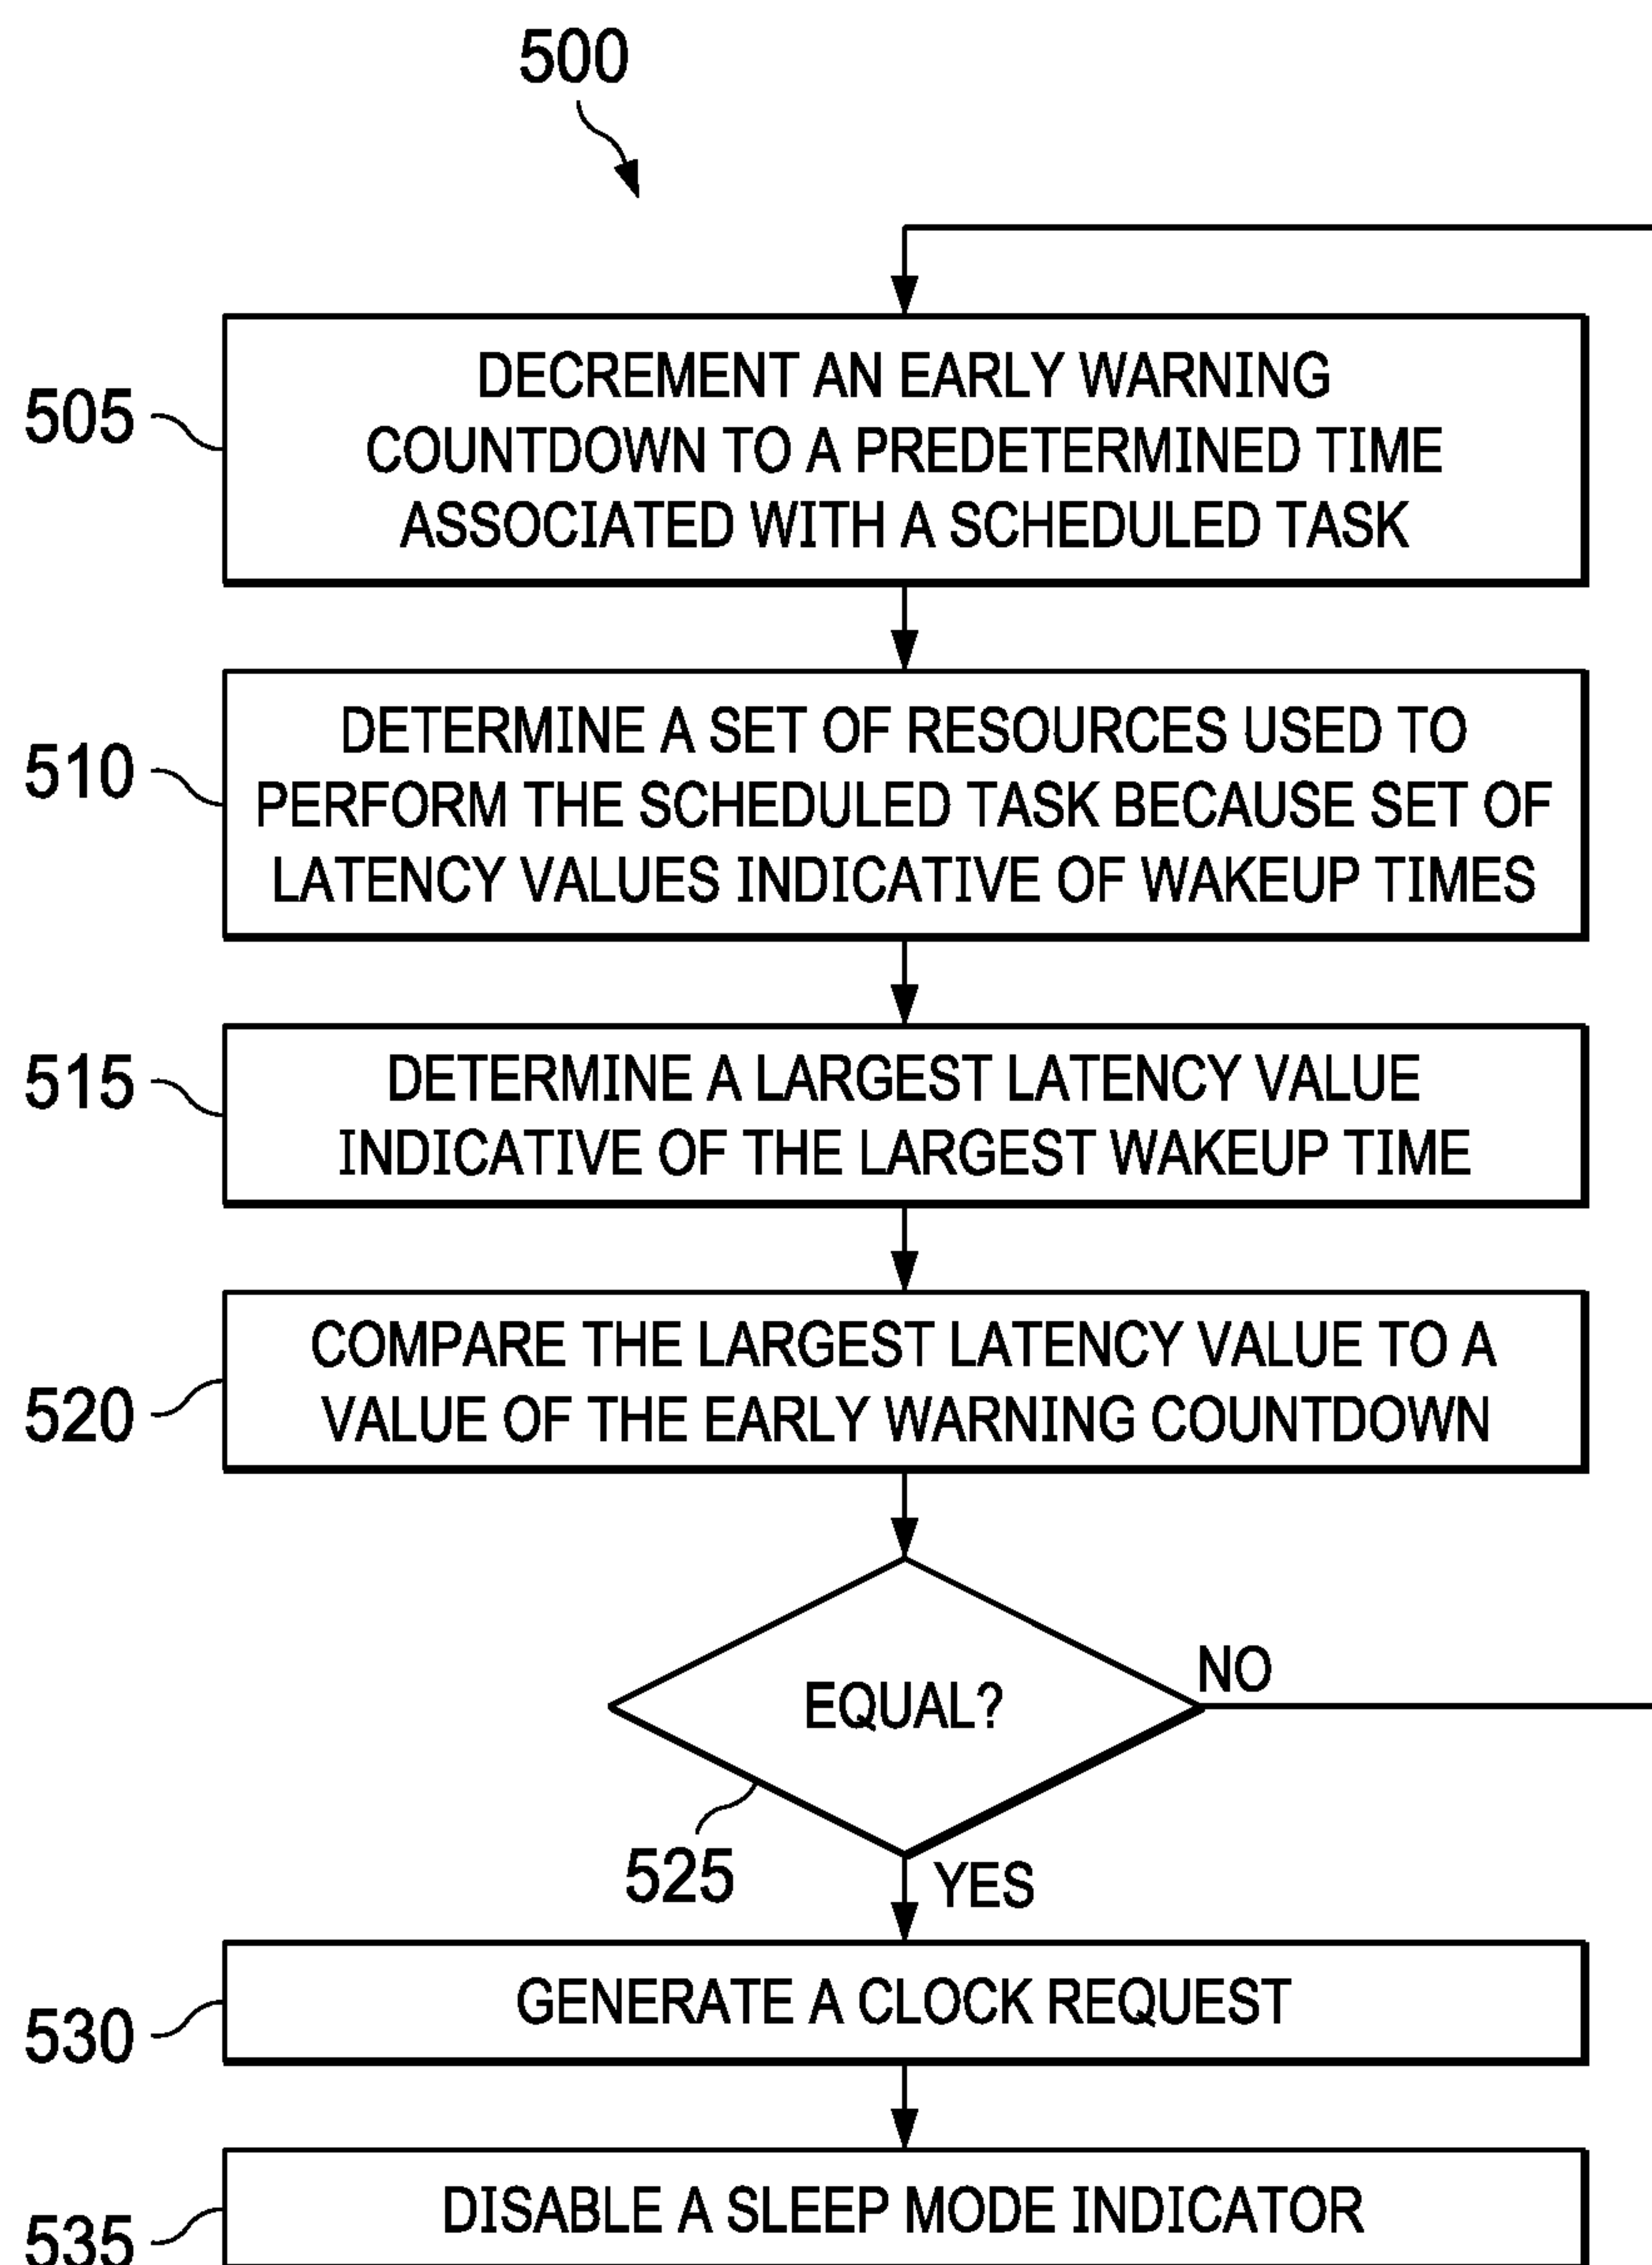 500
505
DECREMENT AN EARLY WARNING
COUNTDOWN TO A PREDETERMINED TIME
ASSOCIATED WITH A SCHEDULED TASK
510
DETERMINE A SET OF RESOURCES USED TO
PERFORM THE SCHEDULED TASK BECAUSE SET OF
LATENCY VALUES INDICATIVE OF WAKEUP TIMES
515
DETERMINE A LARGEST LATENCY VALUE
INDICATIVE OF THE LARGEST WAKEUP TIME
520
COMPARE THE LARGEST LATENCY VALUE TO A
VALUE OF THE EARLY WARNING COUNTDOWN
EQUAL?
NO
525
YES
530
GENERATE A CLOCK REQUEST
535
DISABLE A SLEEP MODE INDICATOR